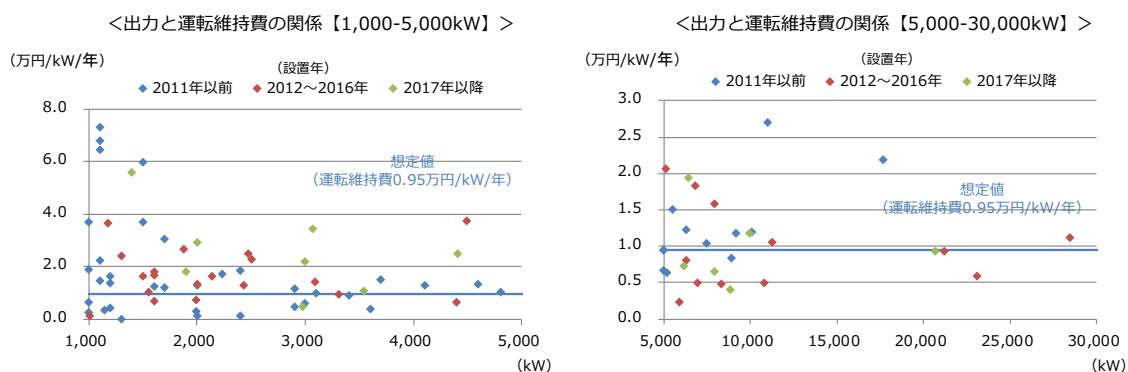 ＜出力と運転維持費の関係【1,000-5,000kW】＞
（万円/kW/年）
（設置年）
2011年以前 2012～2016年 2017年以降
8.0
6.0
4.0
2.0
0.0
想定値
（運転維持費0.95万円/kW/年）
1,000 2,000 3,000 4,000 5,000
（kW）
＜出力と運転維持費の関係【5,000-30,000kW】＞
（万円/kW/年）
（設置年）
2011年以前 2012～2016年 2017年以降
3.0
2.5
2.0
1.5
1.0
0.5
0.0
想定値
（運転維持費0.95万円/kW/年）
5,000 10,000 15,000 20,000 25,000 30,000
（kW）